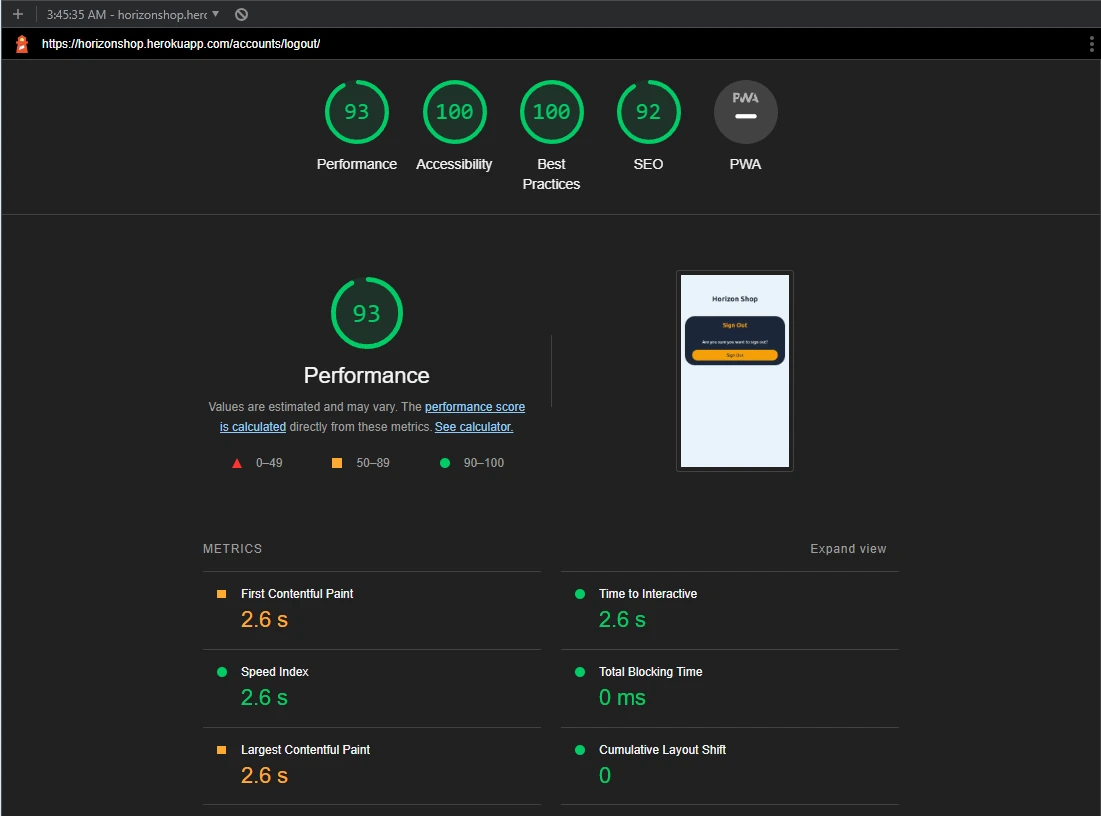 3:45:35 AM - horizonshop.hero
https://horizonshop.herokuapp.com/accounts/logout/
93 100 100 92 PWA
Performance Accessibility Best Practices SEO PWA
93
Performance
Values are estimated and may vary. The performance score
is calculated directly from these metrics. See calculator.
0–49 50–89 90–100
Horizon Shop
Sign Out
Are you sure you want to sign out?
Sign Out
METRICS Expand view
First Contentful Paint
2.6 s
Time to Interactive
2.6 s
Speed Index
2.6 s
Total Blocking Time
0 ms
Largest Contentful Paint
2.6 s
Cumulative Layout Shift
0